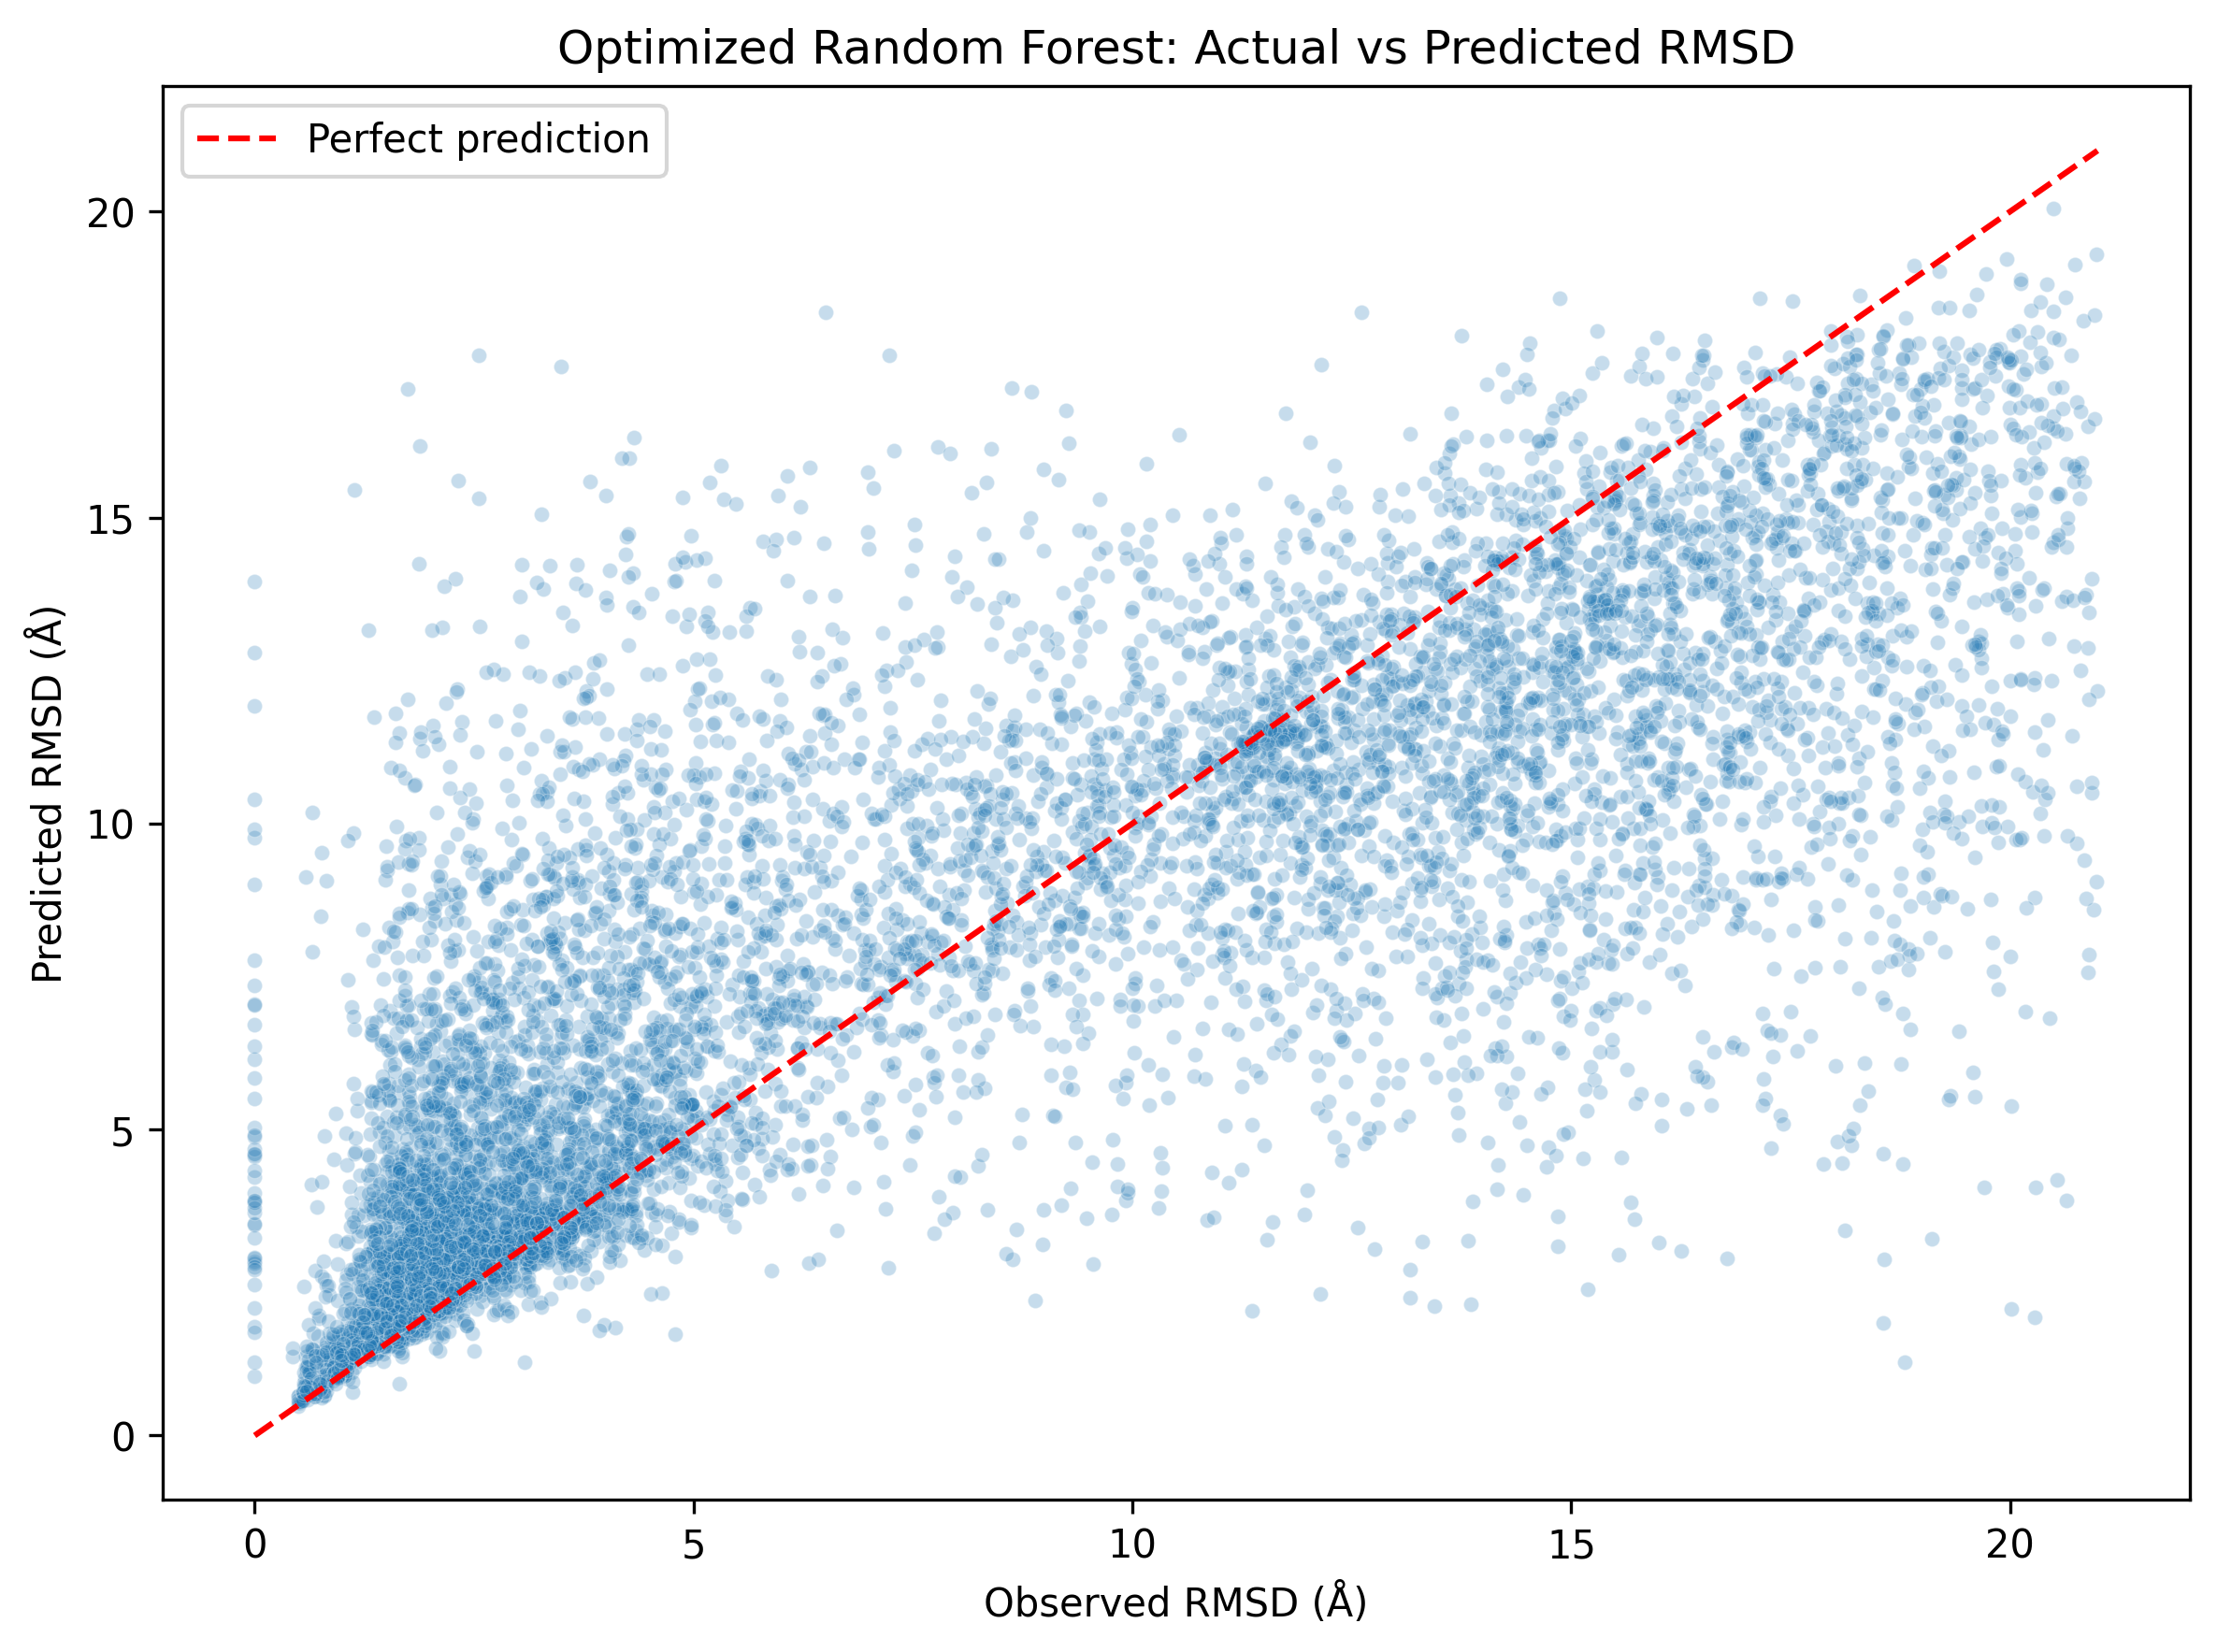 Optimized Random Forest: Actual vs Predicted RMSD
Perfect prediction
Predicted RMSD (Å)
20
15
10
5
0
0 5 10 15 20
Observed RMSD (Å)